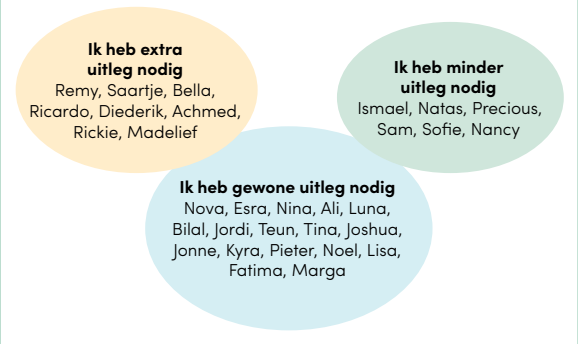 Ik heb extra
uitleg nodig
Remy, Saartje, Bella,
Ricardo, Diederik, Achmed,
Rickie, Madelief
Ik heb minder
uitleg nodig
Ismael, Natas, Precious,
Sam, Sofie, Nancy
Ik heb gewone uitleg nodig
Nova, Esra, Nina, Ali, Luna,
Bilal, Jordi, Teun, Tina, Joshua,
Jonne, Kyra, Pieter, Noel, Lisa,
Fatima, Marga